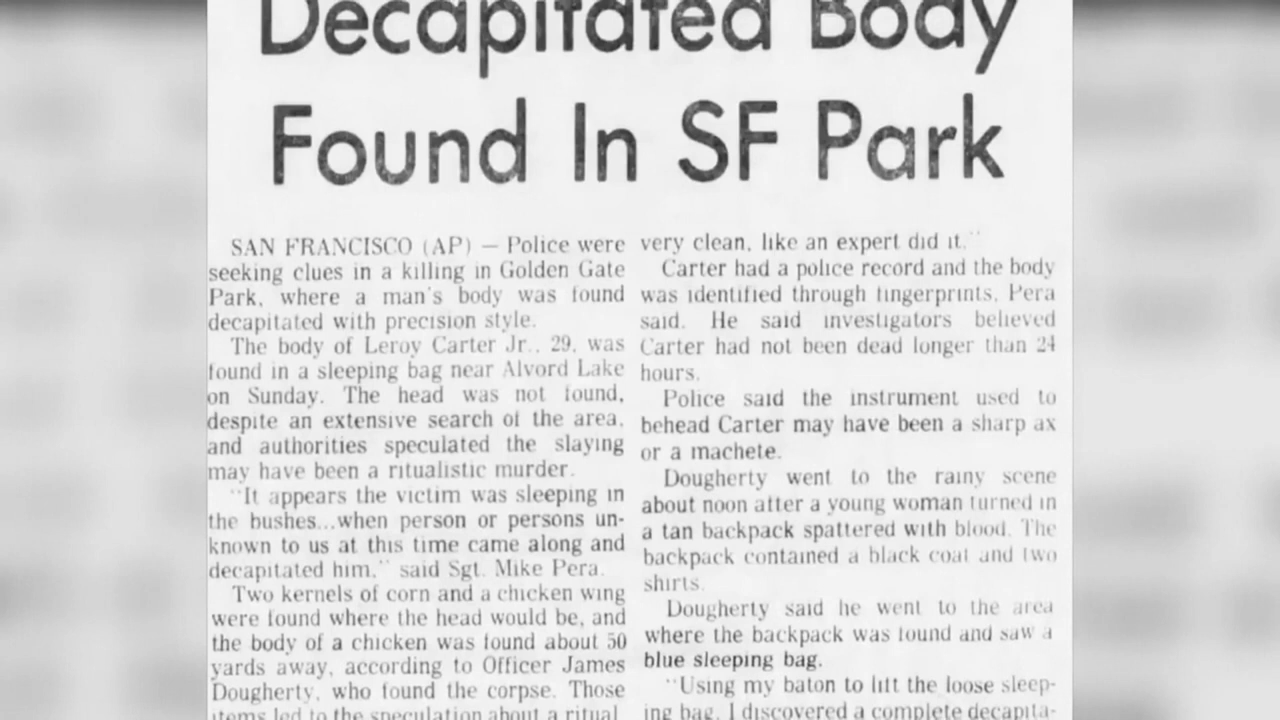 Decapitated Body
Found In SF Park
SAN FRANCISCO (AP) — Police were
seeking clues in a killing in Golden Gate
Park, where a man's body was found
decapitated with precision style.
The body of Leroy Carter Jr., 29, was
found in a sleeping bag near Alvord Lake
on Sunday. The head was not found,
despite an extensive search of the area,
and authorities speculated the slaying
may have been a ritualistic murder.
"It appears the victim was sleeping in
the bushes...when person or persons un-
known to us at this time came along and
decapitated him," said Sgt. Mike Pera.
Two kernels of corn and a chicken wing
were found where the head would be, and
the body of a chicken was found about 50
yards away, according to Officer James
Dougherty, who found the corpse. Those
items led to the speculation about a ritual
very clean, like an expert did it."
Carter had a police record and the body
was identified through fingerprints, Pera
said. He said investigators believed
Carter had not been dead longer than 24
hours.
Police said the instrument used to
behead Carter may have been a sharp ax
or a machete.
Dougherty went to the rainy scene
about noon after a young woman turned in
a tan backpack spattered with blood. The
backpack contained a black coat and two
shirts.
Dougherty said he went to the area
where the backpack was found and saw a
blue sleeping bag.
"Using my baton to lift the loose sleep-
ing bag, I discovered a complete decapita-